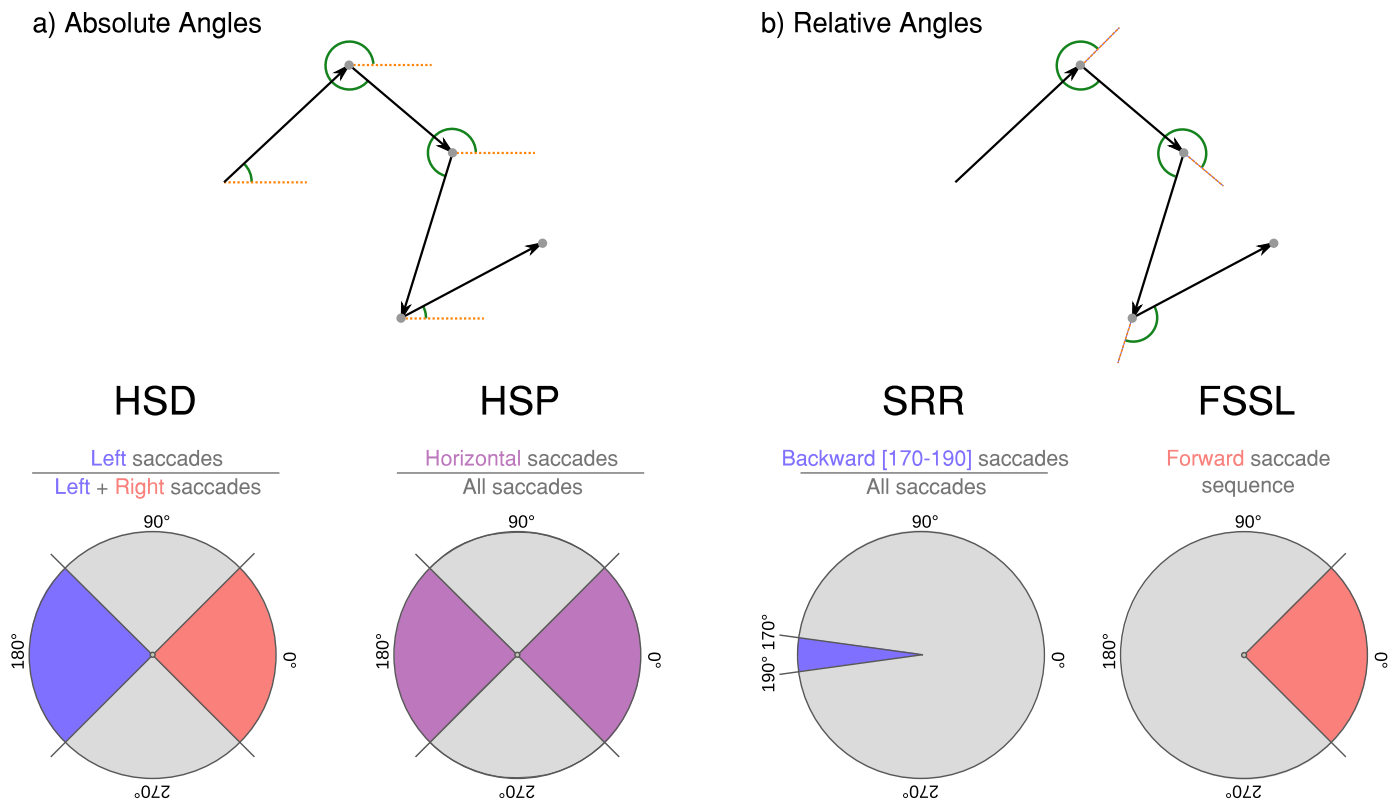 a) Absolute Angles
b) Relative Angles
HSD
HSP
SRR
FSSL
Left saccades
Left + Right saccades
Horizontal saccades
All saccades
Backward [170-190] saccades
All saccades
Forward saccade
sequence
90°
180°
0°
270°
90°
180°
0°
270°
90°
170°
190°
0°
270°
90°
180°
0°
270°